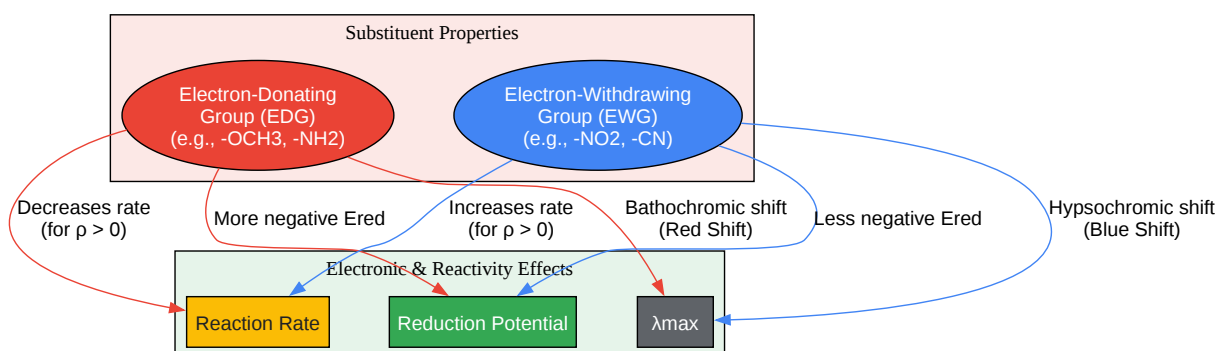 Substituent Properties
Electron-Donating
Group (EDG)
(e.g., -OCH3, -NH2)
Electron-Withdrawing
Group (EWG)
(e.g., -NO2, -CN)
Decreases rate
(for ρ > 0)
More negative Ered
Increases rate
(for ρ > 0)
Bathochromic shift
(Red Shift)
Less negative Ered
Hypsochromic shift
(Blue Shift)
Electronic & Reactivity Effects
Reaction Rate
Reduction Potential
λmax